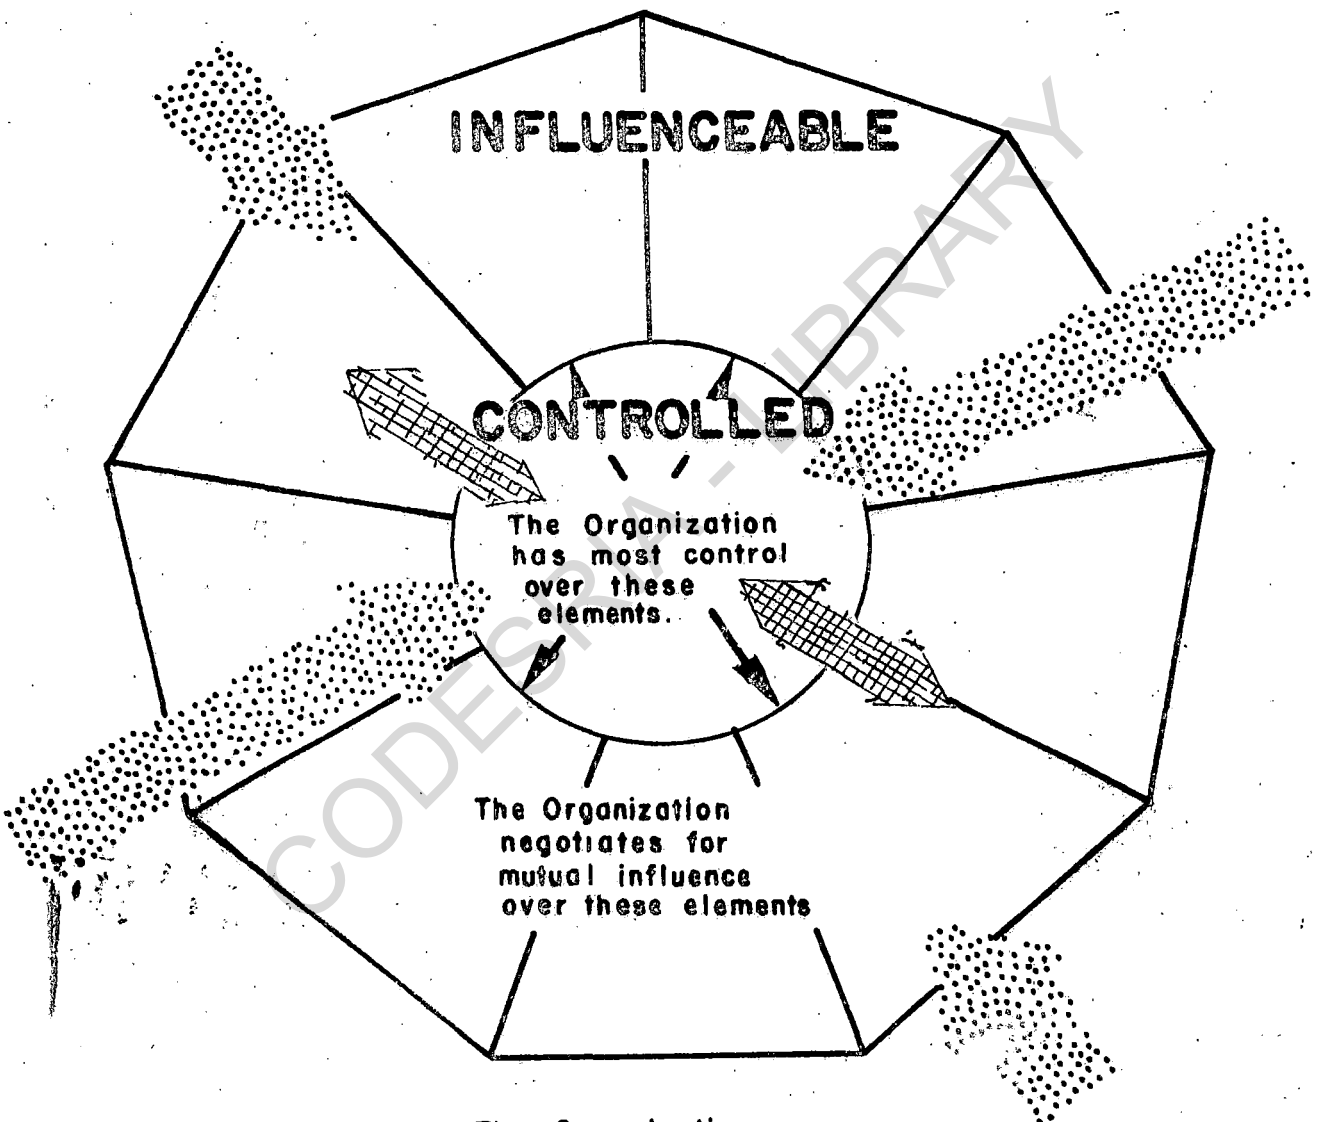 INFLUENCEABLE
CONTROLLED
The Organization
has most control
over these
elements.
The Organization
negotiates for
mutual influence
over these elements
CODESRIA - LIBRARY